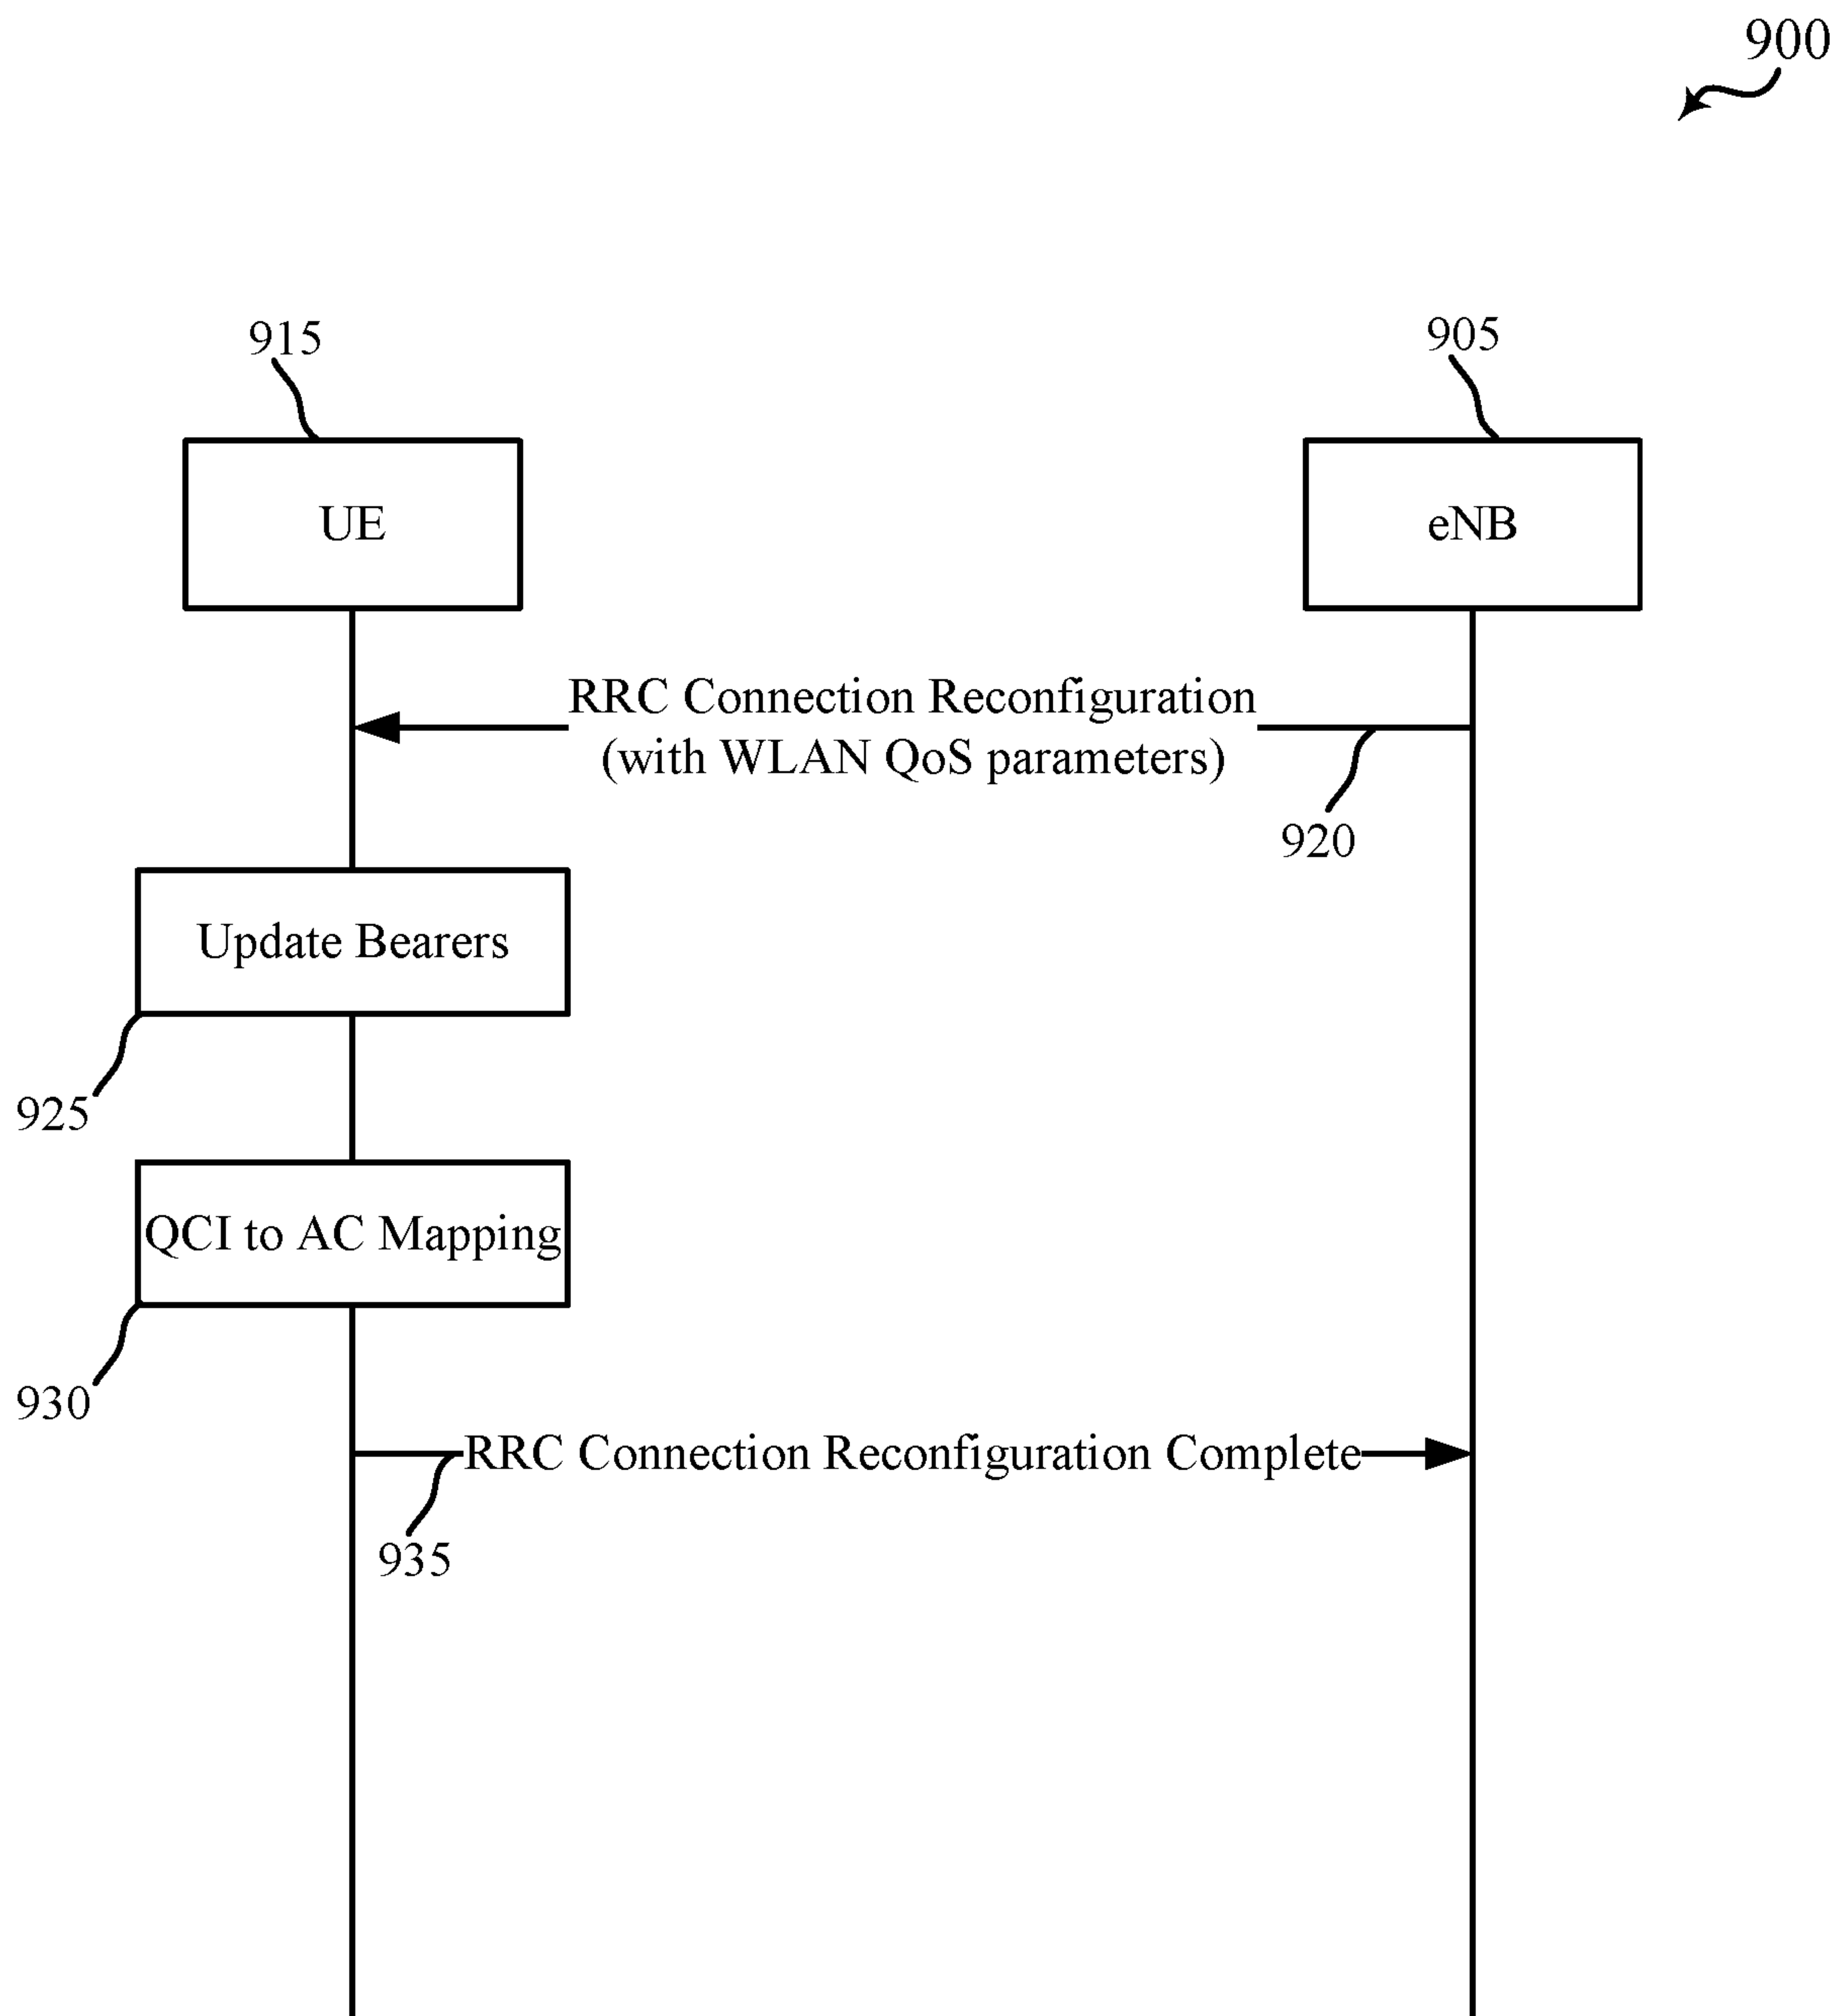 900
915
905
UE
eNB
RRC Connection Reconfiguration
(with WLAN QoS parameters)
920
Update Bearers
925
QCI to AC Mapping
930
RRC Connection Reconfiguration Complete
935